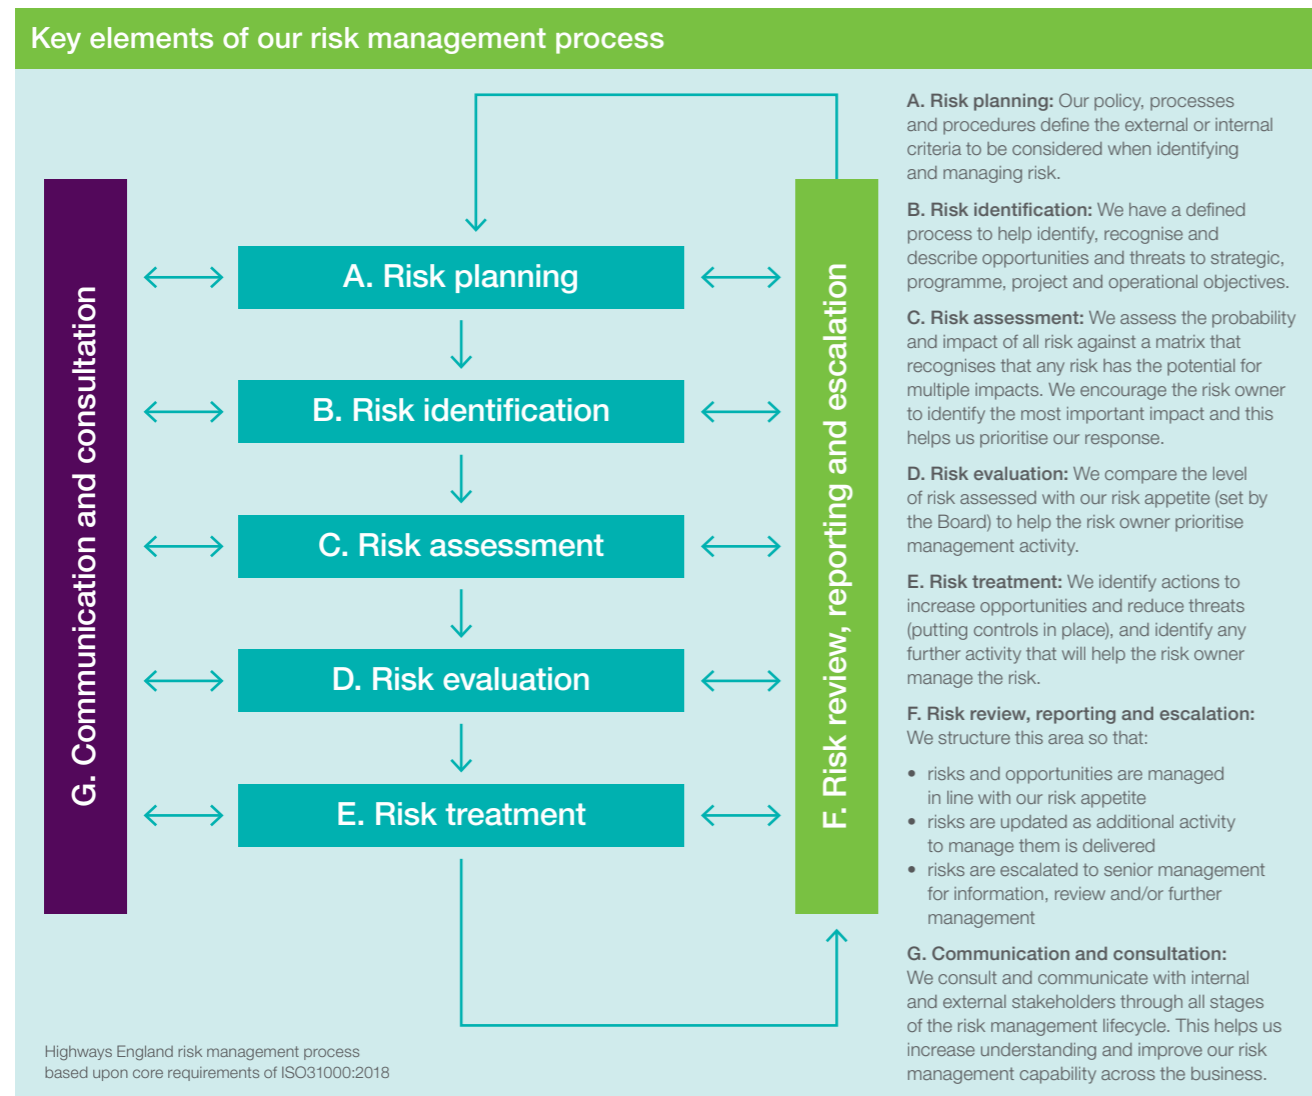 Key elements of our risk management process
G. Communication and consultation
A. Risk planning
B. Risk identification
C. Risk assessment
D. Risk evaluation
E. Risk treatment
F. Risk review, reporting and escalation
A. Risk planning: Our policy, processes
and procedures define the external or internal
criteria to be considered when identifying
and managing risk.
B. Risk identification: We have a defined
process to help identify, recognise and
describe opportunities and threats to strategic,
programme, project and operational objectives.
C. Risk assessment: We assess the probability
and impact of all risk against a matrix that
recognises that any risk has the potential for
multiple impacts. We encourage the risk owner
to identify the most important impact and this
helps us prioritise our response.
D. Risk evaluation: We compare the level
of risk assessed with our risk appetite (set by
the Board) to help the risk owner prioritise
management activity.
E. Risk treatment: We identify actions to
increase opportunities and reduce threats
(putting controls in place), and identify any
further activity that will help the risk owner
manage the risk.
F. Risk review, reporting and escalation:
We structure this area so that:
• risks and opportunities are managed
in line with our risk appetite
• risks are updated as additional activity
to manage them is delivered
• risks are escalated to senior management
for information, review and/or further
management
G. Communication and consultation:
We consult and communicate with internal
and external stakeholders through all stages
of the risk management lifecycle. This helps us
increase understanding and improve our risk
management capability across the business.
Highways England risk management process
based upon core requirements of ISO31000:2018